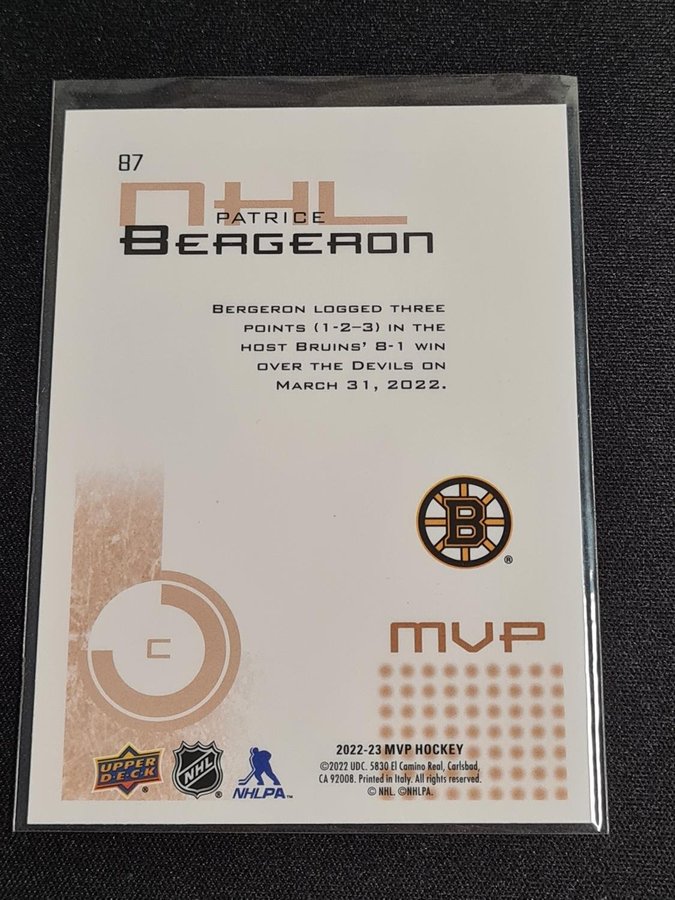 87
NHL
PATRICE
BERGERON
BERGERON LOGGED THREE
POINTS (1-2–3) IN THE
HOST BRUINS' 8-1 WIN
OVER THE DEVILS ON
MARCH 31, 2022.
B
®
C
MVP
2022-23 MVP HOCKEY
©2022 UDC. 5830 El Camino Real, Carlsbad,
CA 92008. Printed in Italy. All rights reserved.
© NHL. ©NHLPA.
UPPER
DECK
®
NHL
®
NHLPA™